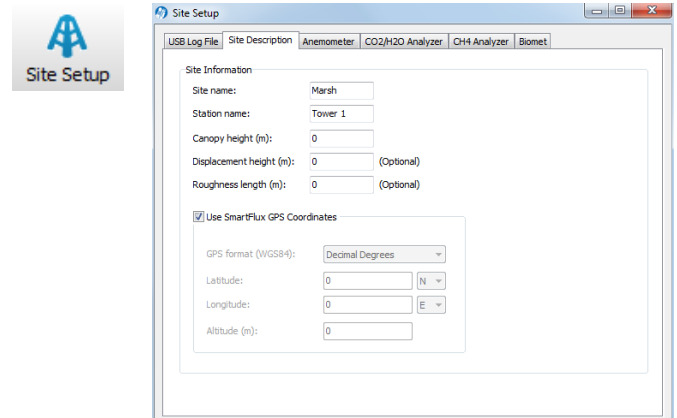 Site Setup
Site Setup
USB Log File Site Description Anemometer CO2/H2O Analyzer CH4 Analyzer Biomet
Site Information
Site name: Marsh
Station name: Tower 1
Canopy height (m): 0
Displacement height (m): 0 (Optional)
Roughness length (m): 0 (Optional)
Use SmartFlux GPS Coordinates
GPS format (WGS84): Decimal Degrees
Latitude: 0 N
Longitude: 0 E
Altitude (m): 0